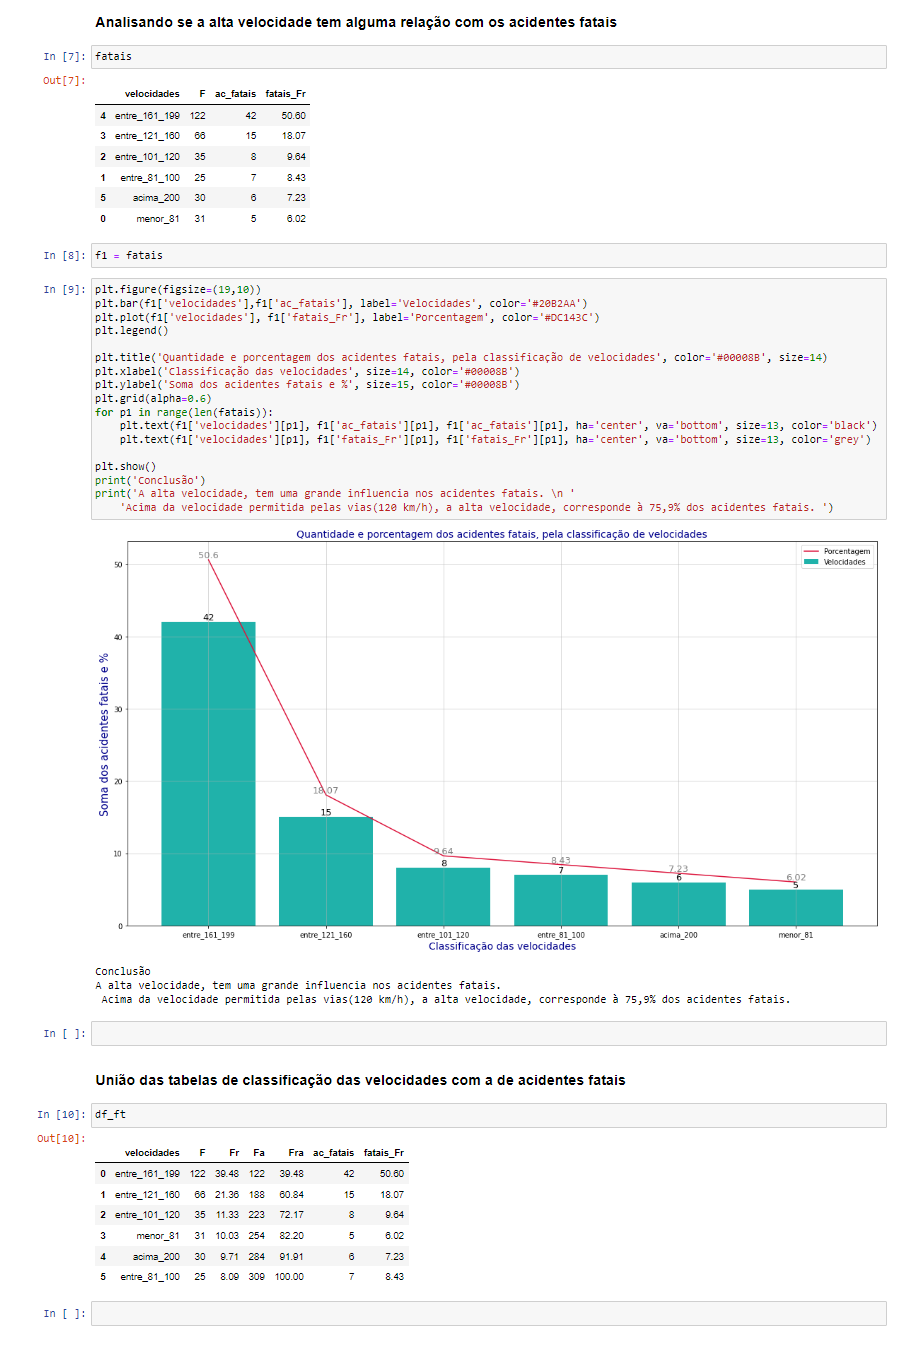 Analisando se a alta velocidade tem alguma relação com os acidentes fatais
In [7]: fatais
Out[7]:
velocidades F ac_fatais fatais_Fr
4 entre_161_199 122 42 50.60
3 entre_121_160 66 15 18.07
2 entre_101_120 35 8 9.64
1 entre_81_100 25 7 8.43
5 acima_200 30 6 7.23
0 menor_81 31 5 6.02
In [8]: f1 = fatais
In [9]: plt.figure(figsize=(19,10))
plt.bar(f1['velocidades'],f1['ac_fatais'], label='Velocidades', color='#20B2AA')
plt.plot(f1['velocidades'], f1['fatais_Fr'], label='Porcentagem', color='#DC143C')
plt.legend()
plt.title('Quantidade e porcentagem dos acidentes fatais, pela classificação de velocidades', color='#00008B', size=14)
plt.xlabel('Classificação das velocidades', size=14, color='#00008B')
plt.ylabel('Soma dos acidentes fatais e %', size=15, color='#00008B')
plt.grid(alpha=0.6)
for p1 in range(len(fatais)):
    plt.text(f1['velocidades'][p1], f1['ac_fatais'][p1], f1['ac_fatais'][p1], ha='center', va='bottom', size=13, color='black')
    plt.text(f1['velocidades'][p1], f1['fatais_Fr'][p1], f1['fatais_Fr'][p1], ha='center', va='bottom', size=13, color='grey')
plt.show()
print('Conclusão')
print('A alta velocidade, tem uma grande influencia nos acidentes fatais. \n '
    'Acima da velocidade permitida pelas vias(120 km/h), a alta velocidade, corresponde à 75,9% dos acidentes fatais. ')
Quantidade e porcentagem dos acidentes fatais, pela classificação de velocidades
Porcentagem
Velocidades
Soma dos acidentes fatais e %
50
40
30
20
10
0
50.6
42
18.07
15
9.64
8
8.43
7
7.23
6
6.02
5
entre_161_199 entre_121_160 entre_101_120 entre_81_100 acima_200 menor_81
Classificação das velocidades
Conclusão
A alta velocidade, tem uma grande influencia nos acidentes fatais.
 Acima da velocidade permitida pelas vias(120 km/h), a alta velocidade, corresponde à 75,9% dos acidentes fatais.
In [ ]:
União das tabelas de classificação das velocidades com a de acidentes fatais
In [10]: df_ft
Out[10]:
velocidades F Fr Fa Fra ac_fatais fatais_Fr
0 entre_161_199 122 39.48 122 39.48 42 50.60
1 entre_121_160 66 21.36 188 60.84 15 18.07
2 entre_101_120 35 11.33 223 72.17 8 9.64
3 menor_81 31 10.03 254 82.20 5 6.02
4 acima_200 30 9.71 284 91.91 6 7.23
5 entre_81_100 25 8.09 309 100.00 7 8.43
In [ ]: